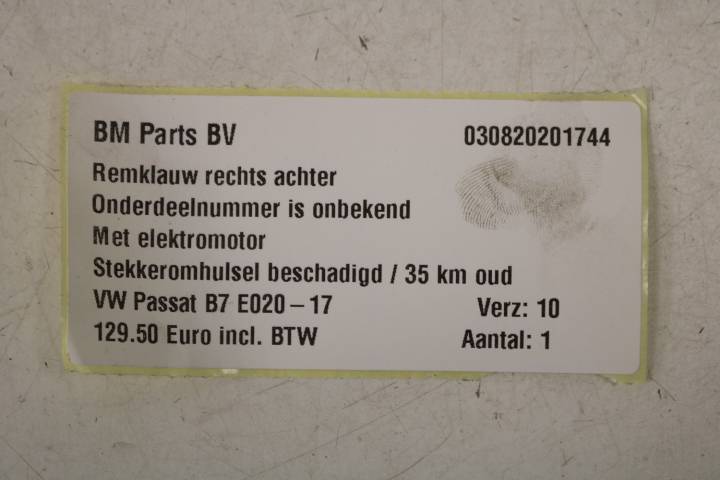 BM Parts BV 030820201744
Remklauw rechts achter
Onderdeelnummer is onbekend
Met elektromotor
Stekkeromhulsel beschadigd / 35 km oud
VW Passat B7 E020 – 17 Verz: 10
129.50 Euro incl. BTW Aantal: 1